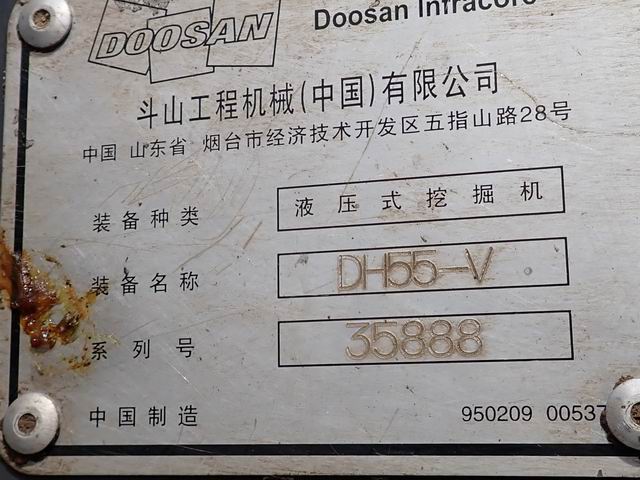 DOOSAN
Doosan Infracore
斗山工程机械(中国)有限公司
中国 山东省 烟台市经济技术开发区五指山路28号
装备种类 液压式挖掘机
装备名称 DH55-V
系列号 35888
中国制造 950209 00537